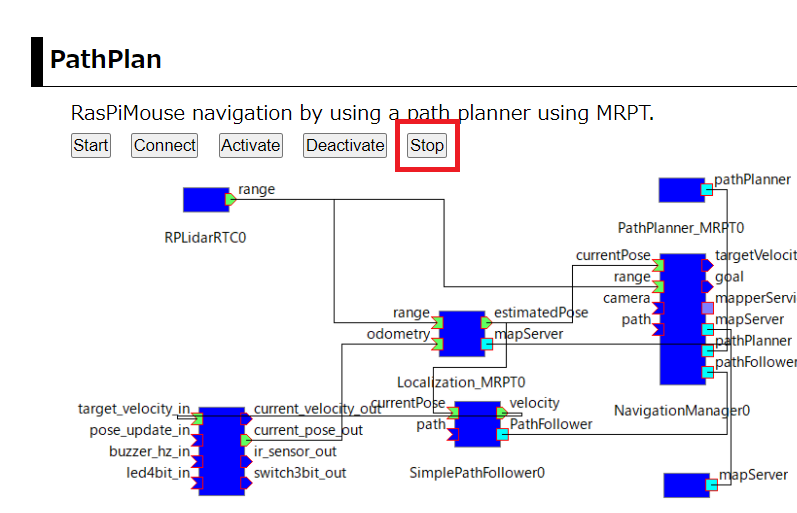 PathPlan
RasPiMouse navigation by using a path planner using MRPT.
Start Connect Activate Deactivate Stop
range
RPLidarRTC0
pathPlanner
PathPlanner_MRPT0
currentPose
range
camera
path
targetVelocit
goal
mapperServi
mapServer
pathPlanner
pathFollower
NavigationManager0
range
odometry
estimatedPose
mapServer
Localization_MRPT0
currentPose
path
velocity
PathFollower
SimplePathFollower0
target_velocity_in
pose_update_in
buzzer_hz_in
led4bit_in
current_velocity_out
current_pose_out
ir_sensor_out
switch3bit_out
mapServer